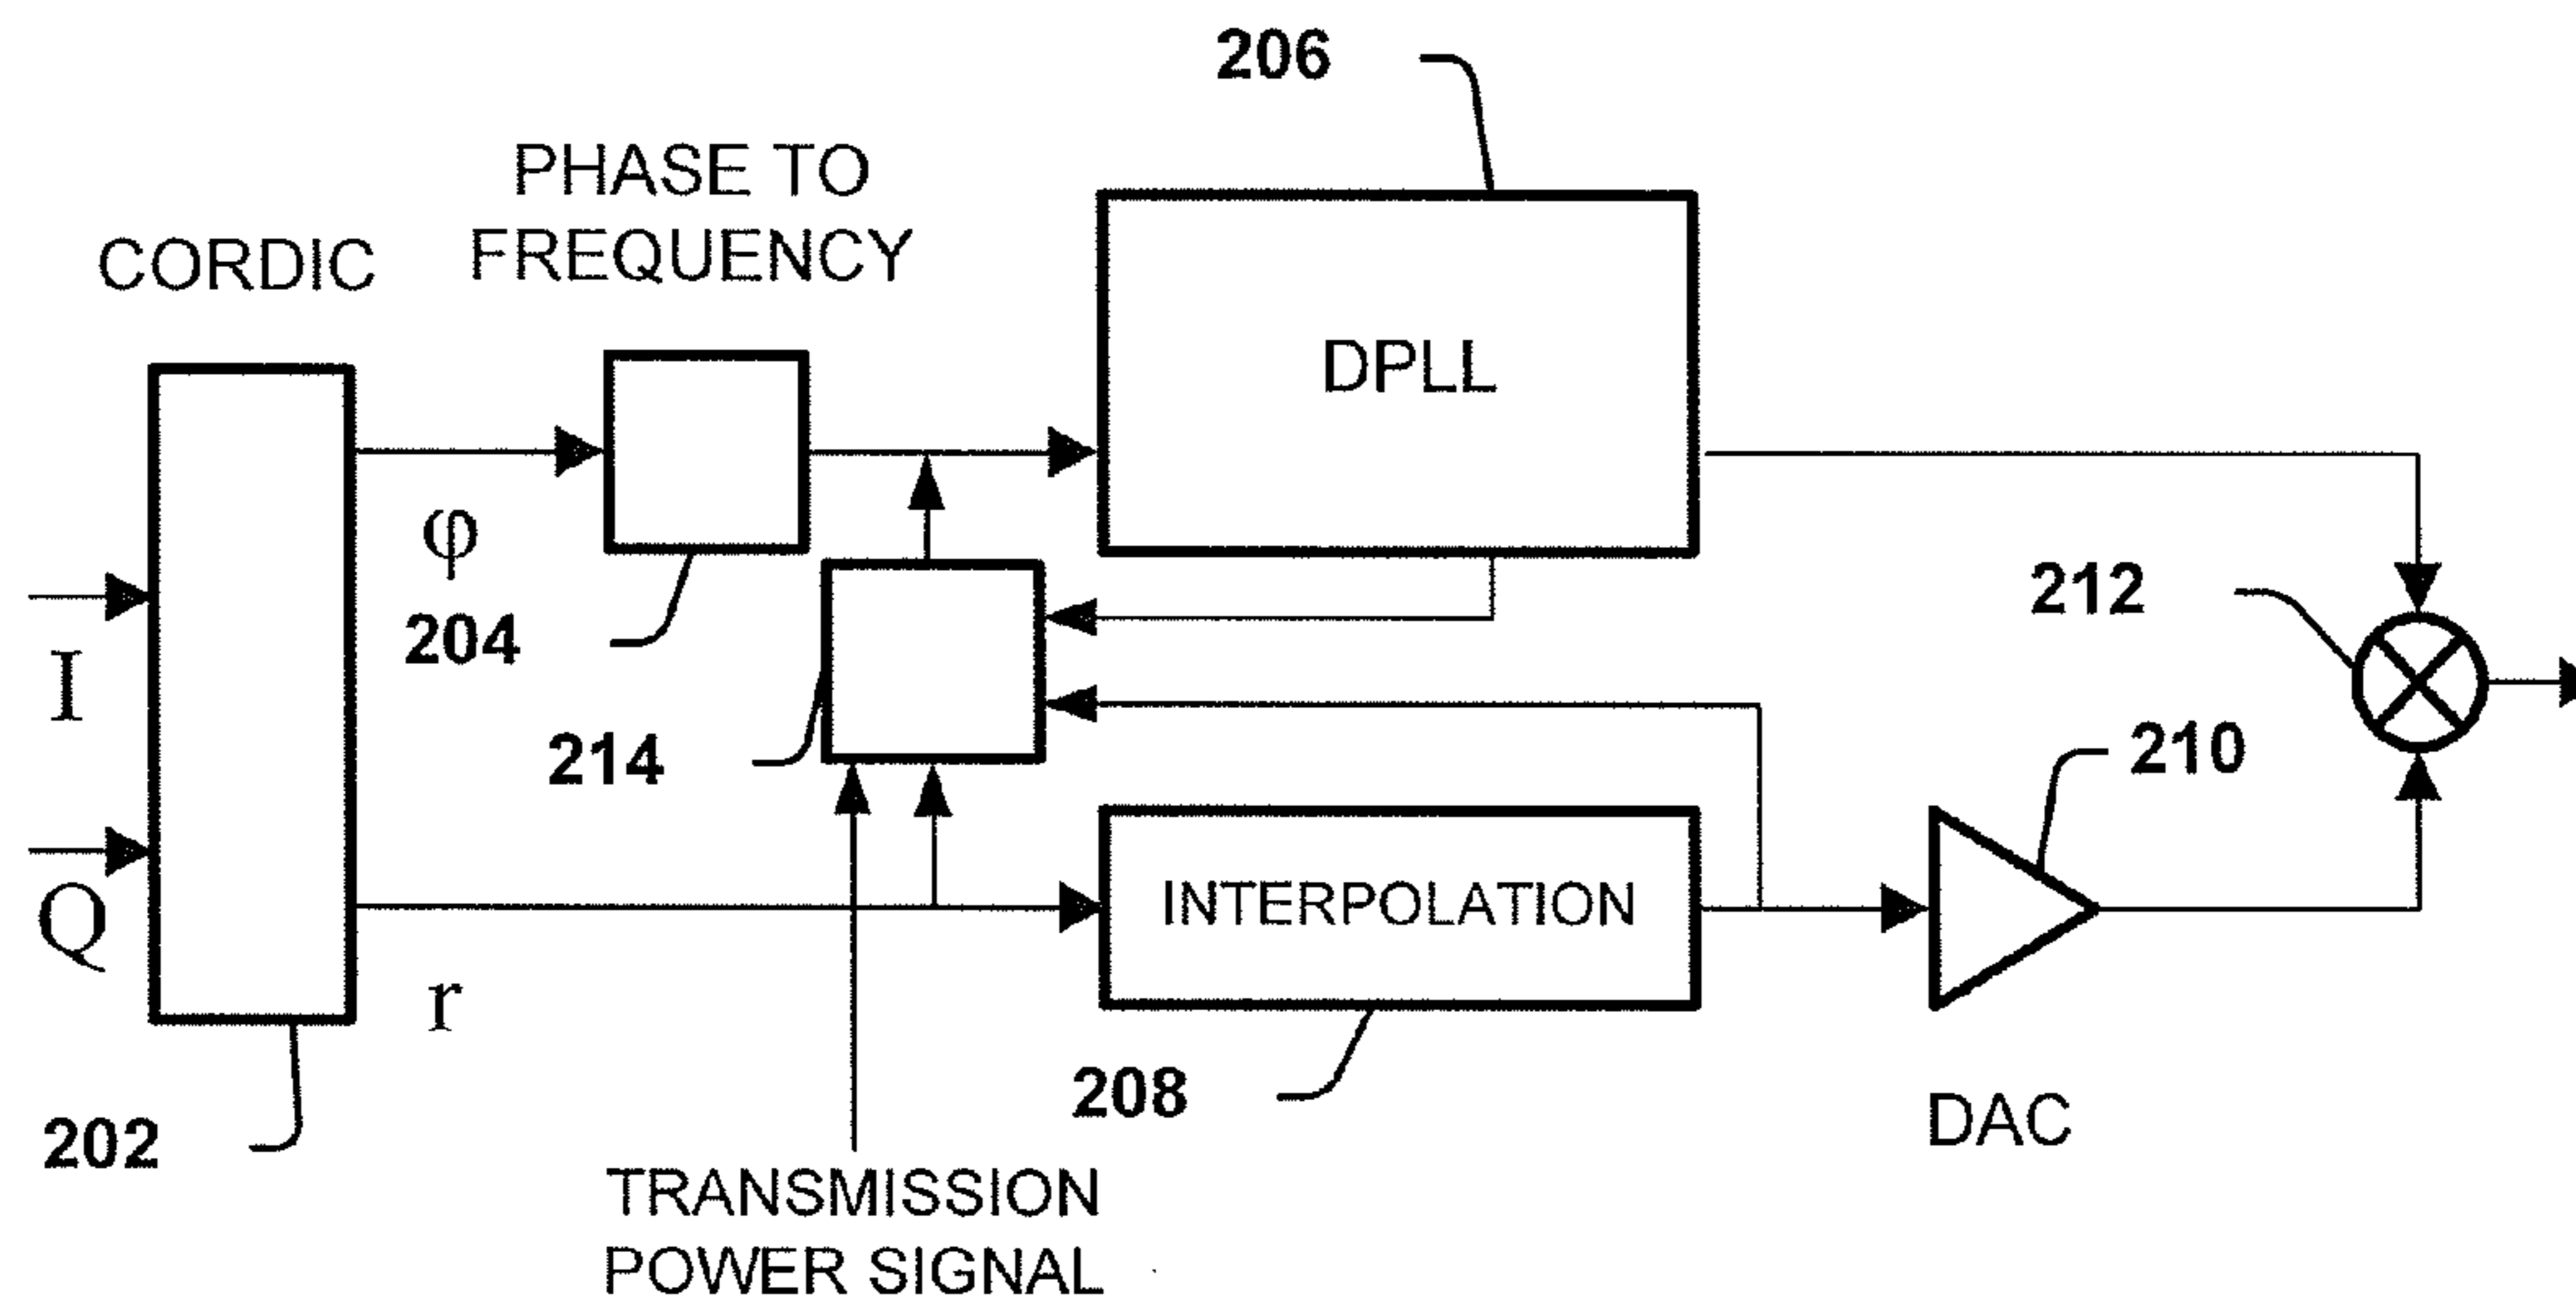 206
PHASE TO
FREQUENCY
CORDIC
DPLL
φ
204
212
I
214
210
Q
INTERPOLATION
r
208
DAC
202
TRANSMISSION
POWER SIGNAL